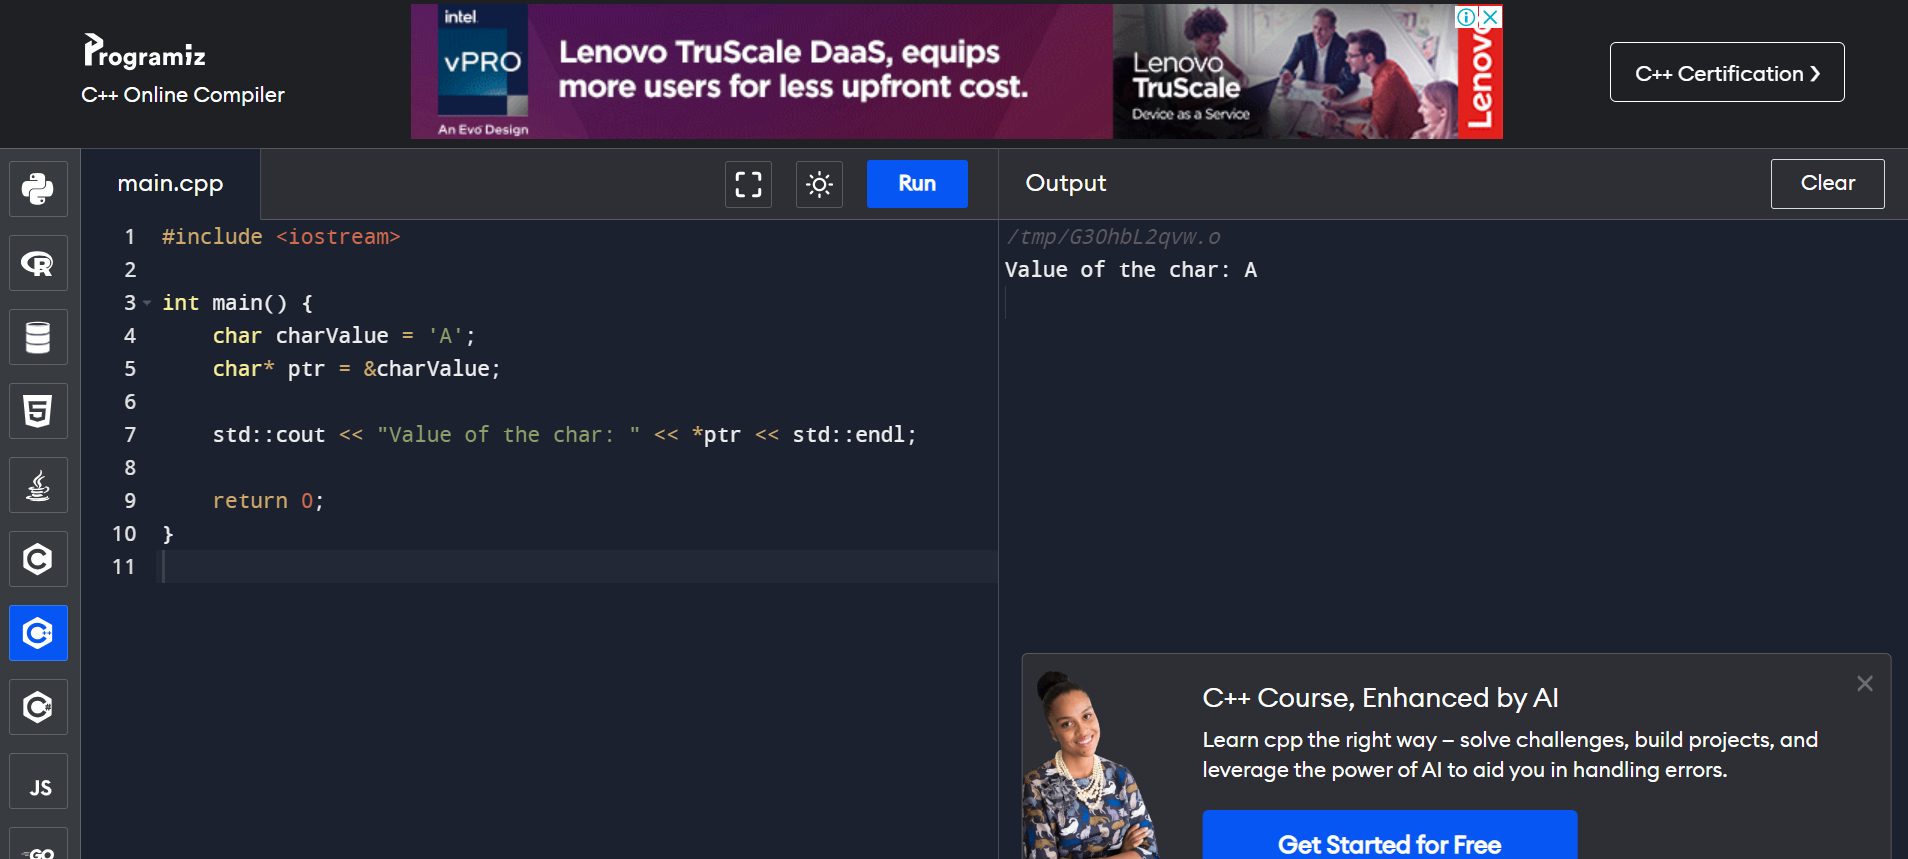 Programiz
C++ Online Compiler
intel.
vPRO
An Evo Design
Lenovo TruScale DaaS, equips
more users for less upfront cost.
Lenovo
TruScale
Device as a Service
Lenovo
C++ Certification ❯
main.cpp
Run
Output
Clear
1 #include <iostream>
2
3 int main() {
4     char charValue = 'A';
5     char* ptr = &charValue;
6
7     std::cout << "Value of the char: " << *ptr << std::endl;
8
9     return 0;
10 }
11
/tmp/G3OhbL2qvw.o
Value of the char: A
R
5
C
C++
C#
JS
GO
C++ Course, Enhanced by AI
Learn cpp the right way – solve challenges, build projects, and
leverage the power of AI to aid you in handling errors.
Get Started for Free